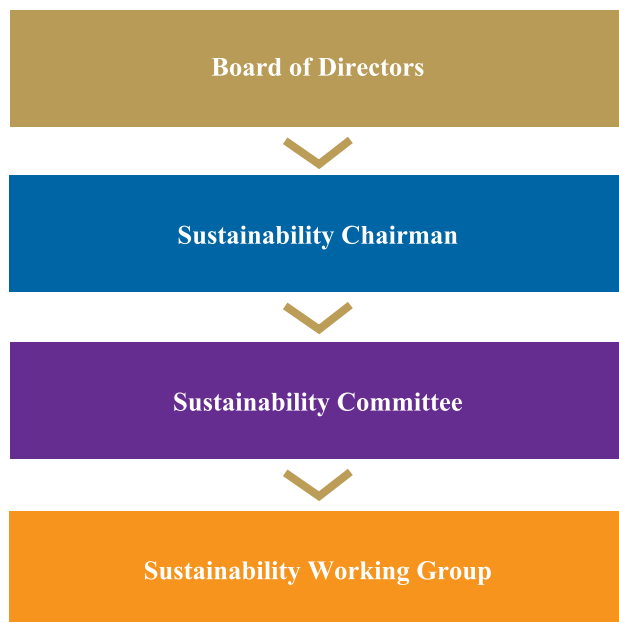 Board of Directors
Sustainability Chairman
Sustainability Committee
Sustainability Working Group